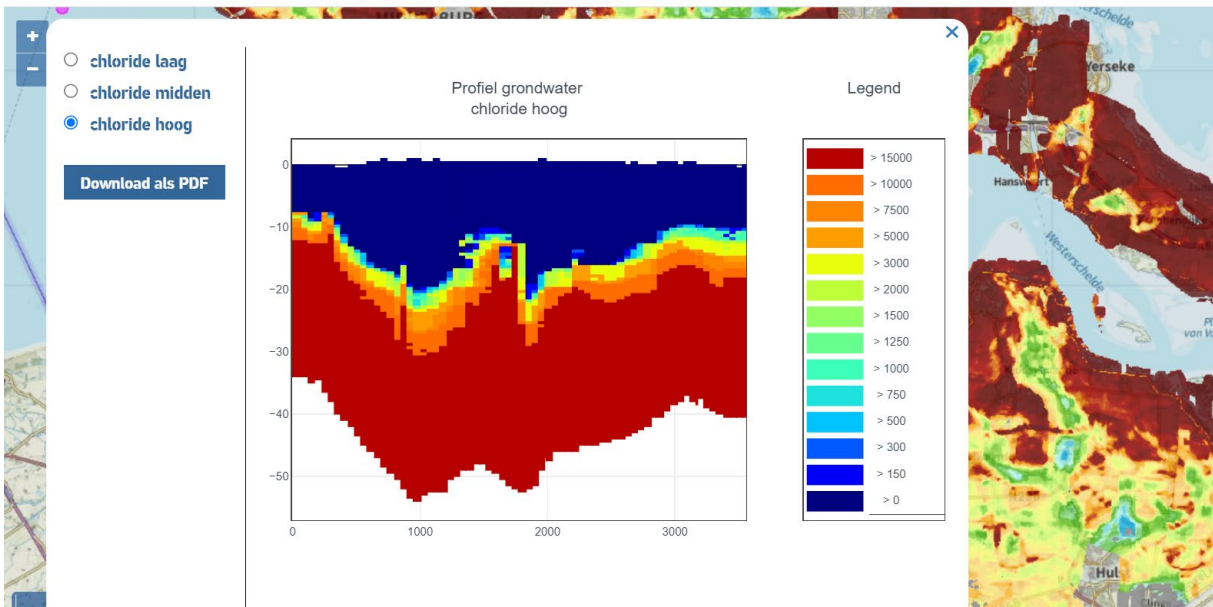 MIDDELBURG
+
−
chloride laag
chloride midden
chloride hoog
Download als PDF
Profiel grondwater
chloride hoog
0
−10
−20
−30
−40
−50
0
1000
2000
3000
Legend
> 15000
> 10000
> 7500
> 5000
> 3000
> 2000
> 1500
> 1250
> 1000
> 750
> 500
> 300
> 150
> 0
×
Yerseke
Hansweert
Westerschelde
Hul